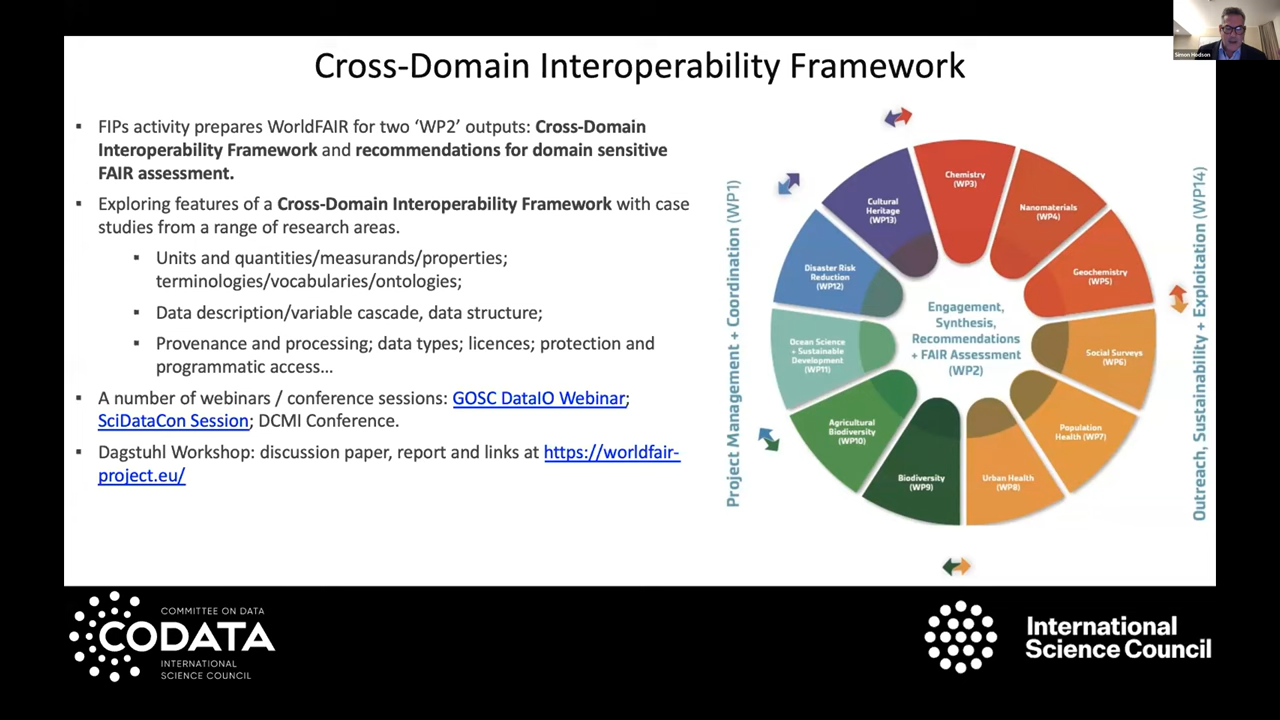 Cross-Domain Interoperability Framework
Simon Hodson
▪ FIPs activity prepares WorldFAIR for two ‘WP2’ outputs: Cross-Domain
Interoperability Framework and recommendations for domain sensitive
FAIR assessment.
▪ Exploring features of a Cross-Domain Interoperability Framework with case
studies from a range of research areas.
▪ Units and quantities/measurands/properties;
terminologies/vocabularies/ontologies;
▪ Data description/variable cascade, data structure;
▪ Provenance and processing; data types; licences; protection and
programmatic access…
▪ A number of webinars / conference sessions: GOSC DataIO Webinar;
SciDataCon Session; DCMI Conference.
▪ Dagstuhl Workshop: discussion paper, report and links at https://worldfair-
project.eu/
Project Management + Coordination (WP1)
Chemistry
(WP3)
Nanomaterials
(WP4)
Geochemistry
(WP5)
Social Surveys
(WP6)
Population
Health (WP7)
Urban Health
(WP8)
Biodiversity
(WP9)
Agricultural
Biodiversity
(WP10)
Ocean Science
+ Sustainable
Development
(WP11)
Disaster Risk
Reduction
(WP12)
Cultural
Heritage
(WP13)
Engagement,
Synthesis,
Recommendations
+ FAIR Assessment
(WP2)
Outreach, Sustainability + Exploitation (WP14)
COMMITTEE ON DATA
CODATA
INTERNATIONAL
SCIENCE COUNCIL
International
Science Council